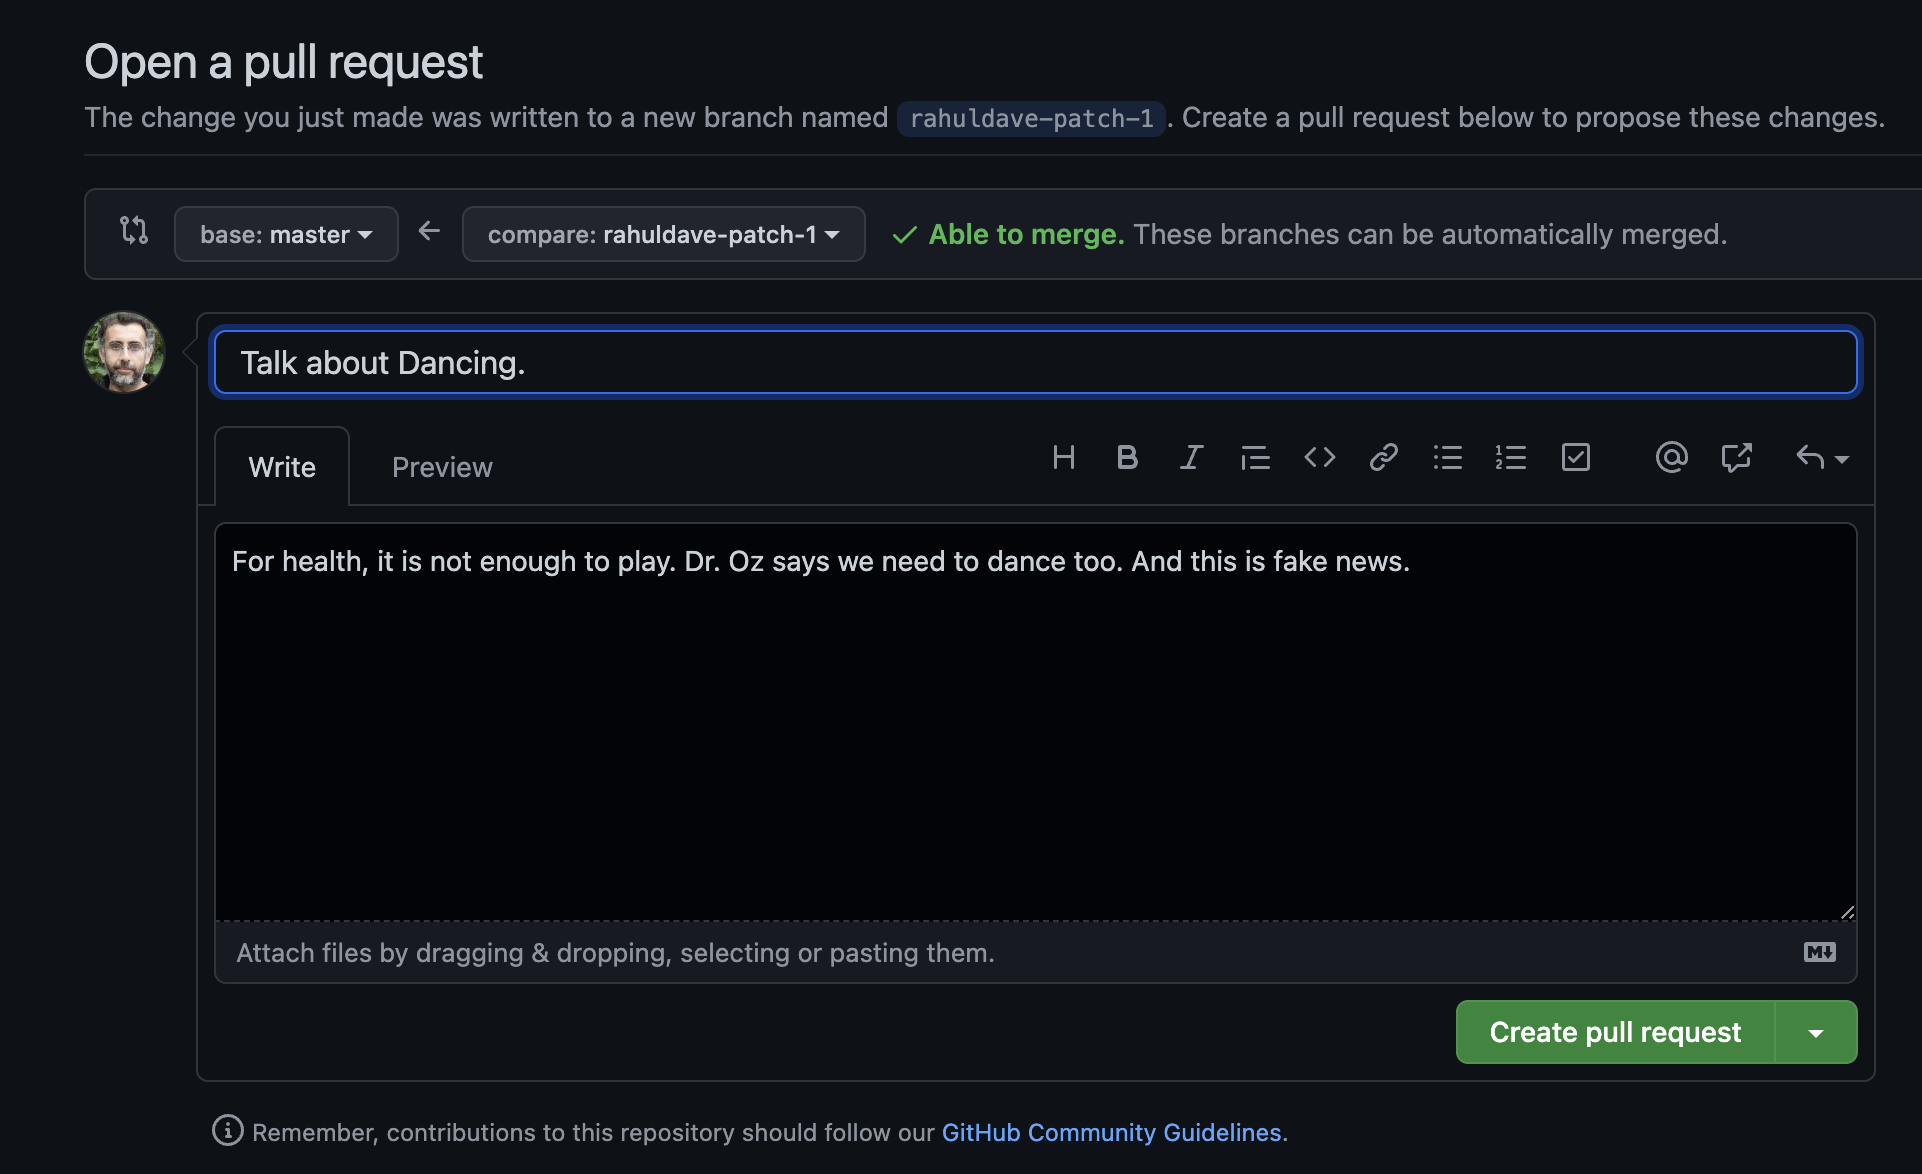 Open a pull request
The change you just made was written to a new branch named rahuldave-patch-1. Create a pull request below to propose these changes.
base: master compare: rahuldave-patch-1 Able to merge. These branches can be automatically merged.
Talk about Dancing.
Write Preview
For health, it is not enough to play. Dr. Oz says we need to dance too. And this is fake news.
Attach files by dragging & dropping, selecting or pasting them.
Create pull request
Remember, contributions to this repository should follow our GitHub Community Guidelines.